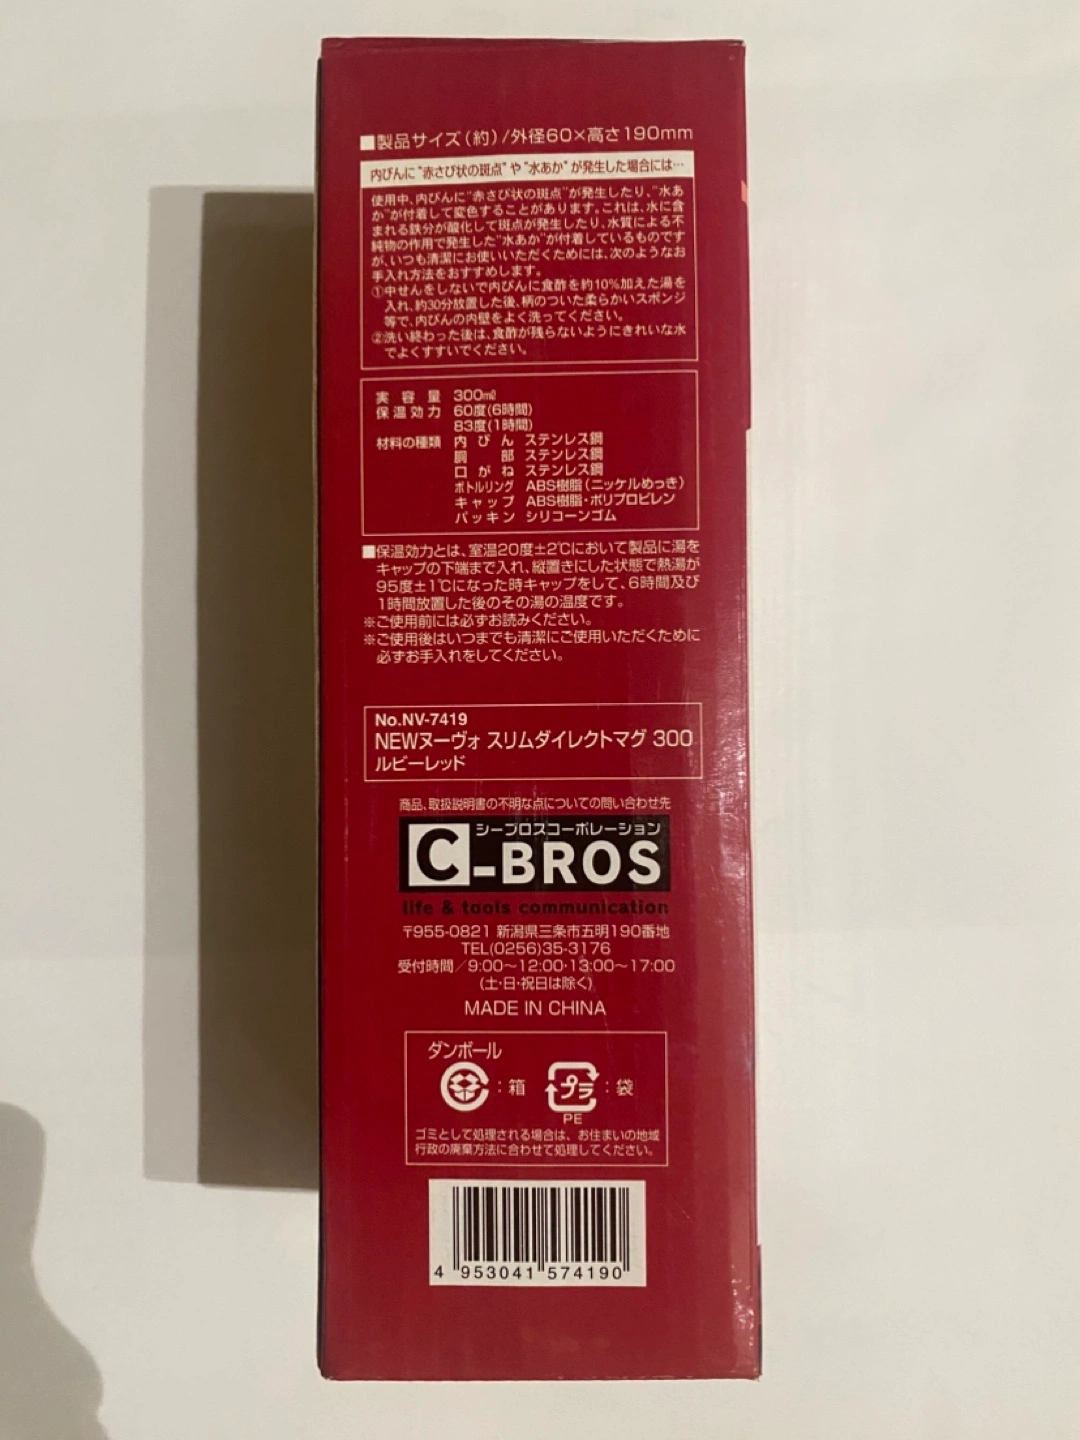 ■製品サイズ(約)/外径60×高さ190mm
内びんに"赤さび状の斑点"や"水あか"が発生した場合には…
使用中、内びんに"赤さび状の斑点"が発生したり、"水あ
か"が付着して変色することがあります。これは、水に含
まれる鉄分が酸化して斑点が発生したり、水質による不
純物の作用で発生した"水あか"が付着しているものです
が、いつも清潔にお使いいただくためには、次のようなお
手入れ方法をおすすめします。
①中せんをしないで内びんに食酢を約10%加えた湯を
入れ、約30分放置した後、柄のついた柔らかいスポンジ
等で、内びんの内壁をよく洗ってください。
②洗い終わった後は、食酢が残らないようにきれいな水
でよくすすいでください。
実容量 300㎖
保温効力 60度(6時間)
83度(1時間)
材料の種類 内びん ステンレス鋼
胴部 ステンレス鋼
口がね ステンレス鋼
ボトルリング ABS樹脂(ニッケルめっき)
キャップ ABS樹脂・ポリプロピレン
パッキン シリコーンゴム
■保温効力とは、室温20度±2℃において製品に湯を
キャップの下端まで入れ、縦置きにした状態で熱湯が
95度±1℃になった時キャップをして、6時間及び
1時間放置した後のその湯の温度です。
※ご使用前には必ずお読みください。
※ご使用後はいつまでも清潔にご使用いただくために
必ずお手入れをしてください。
No.NV-7419
NEWヌーヴォ スリムダイレクトマグ 300
ルビーレッド
商品、取扱説明書の不明な点についての問い合わせ先
シーブロスコーポレーション
C-BROS
life & tools communication
〒955-0821 新潟県三条市五明190番地
TEL(0256)35-3176
受付時間/9:00〜12:00・13:00〜17:00
(土・日・祝日は除く)
MADE IN CHINA
ダンボール
:箱 プラ :袋
PE
ゴミとして処理される場合は、お住まいの地域
行政の廃棄方法に合わせて処理してください。
4 953041 574190